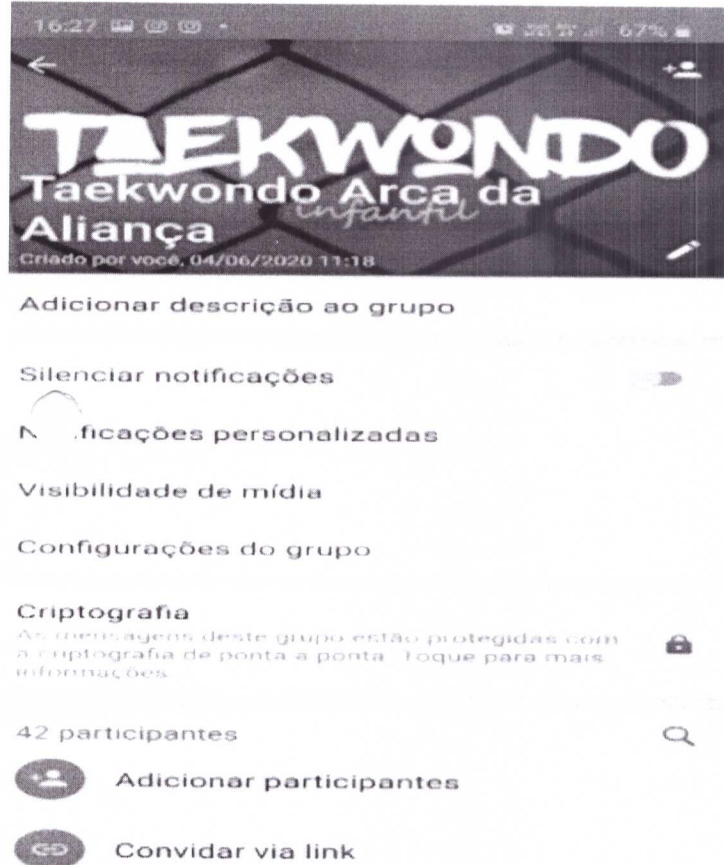 16:27 67%
TAEKWONDO
infantil
Taekwondo Arca da
Aliança
Criado por você, 04/06/2020 11:18
Adicionar descrição ao grupo
Silenciar notificações
N ficações personalizadas
Visibilidade de mídia
Configurações do grupo
Criptografia
As mensagens deste grupo estão protegidas com
a criptografia de ponta a ponta. Toque para mais
informações.
42 participantes
Adicionar participantes
Convidar via link